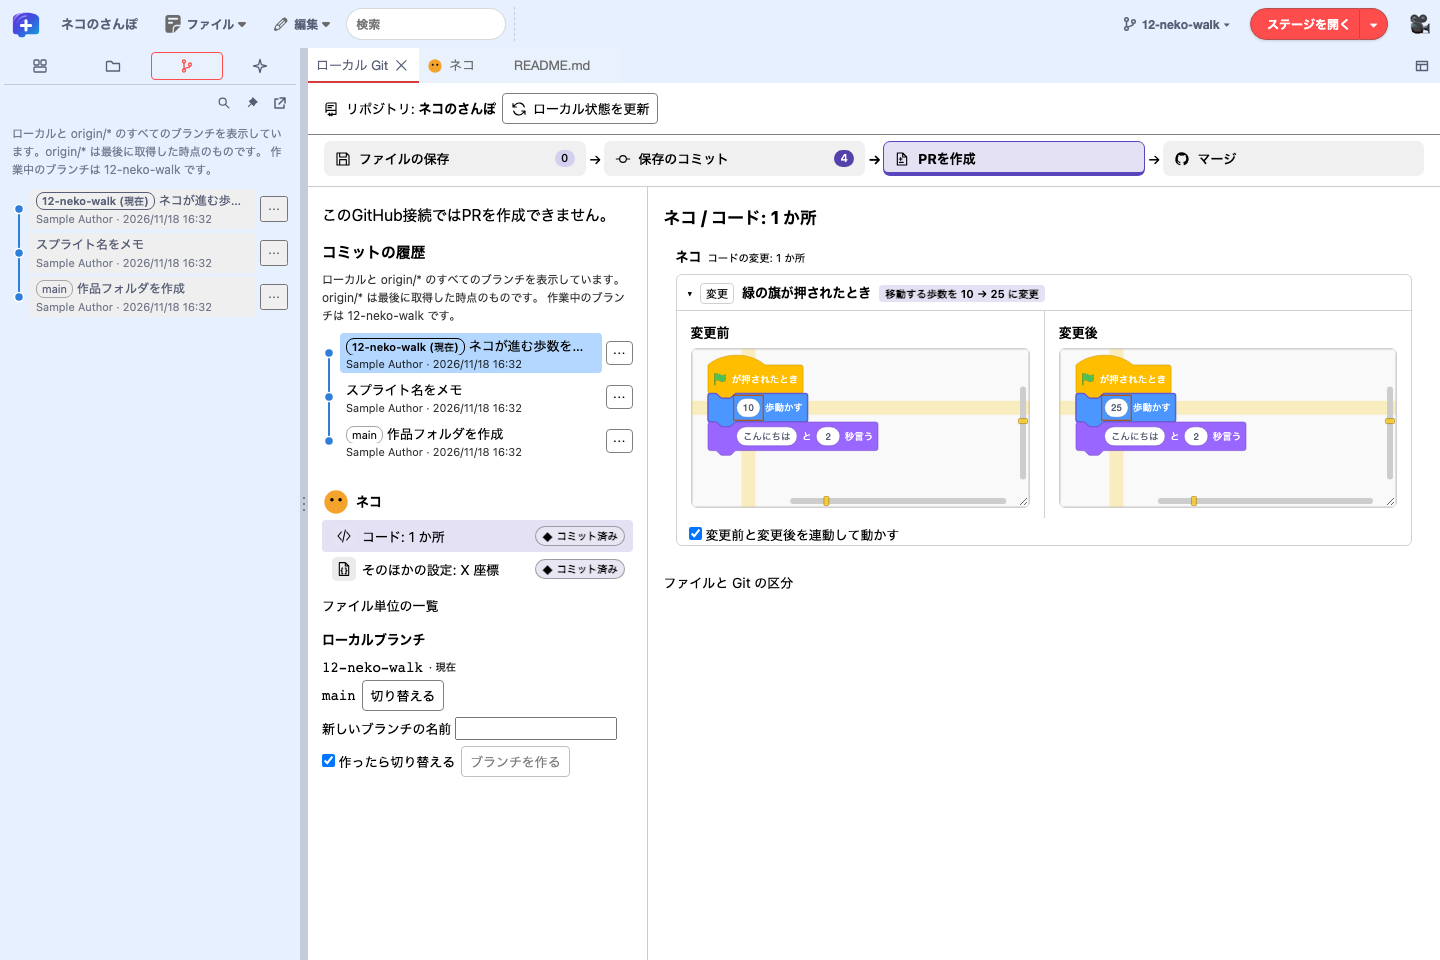 ネコのさんぽ
ファイル
編集
検索
12-neko-walk
ステージを開く
ローカルと origin/* のすべてのブランチを表示してい
ます。origin/* は最後に取得した時点のものです。 作
業中のブランチは 12-neko-walk です。
12-neko-walk (現在) ネコが進む歩…
Sample Author · 2026/11/18 16:32
スプライト名をメモ
Sample Author · 2026/11/18 16:32
main 作品フォルダを作成
Sample Author · 2026/11/18 16:32
ローカル Git
ネコ
README.md
リポジトリ: ネコのさんぽ
ローカル状態を更新
ファイルの保存 0
保存のコミット 4
PRを作成
マージ
このGitHub接続ではPRを作成できません。
コミットの履歴
ローカルと origin/* のすべてのブランチを表示しています。
origin/* は最後に取得した時点のものです。 作業中のブラン
チは 12-neko-walk です。
12-neko-walk (現在) ネコが進む歩数を…
Sample Author · 2026/11/18 16:32
スプライト名をメモ
Sample Author · 2026/11/18 16:32
main 作品フォルダを作成
Sample Author · 2026/11/18 16:32
ネコ
コード: 1 か所 ◆ コミット済み
そのほかの設定: X 座標 ◆ コミット済み
ファイル単位の一覧
ローカルブランチ
12-neko-walk · 現在
main 切り替える
新しいブランチの名前
作ったら切り替える ブランチを作る
ネコ / コード: 1 か所
ネコ コードの変更: 1 か所
変更 緑の旗が押されたとき 移動する歩数を 10 → 25 に変更
変更前
が押されたとき
10 歩動かす
こんにちは と 2 秒言う
変更後
が押されたとき
25 歩動かす
こんにちは と 2 秒言う
変更前と変更後を連動して動かす
ファイルと Git の区分